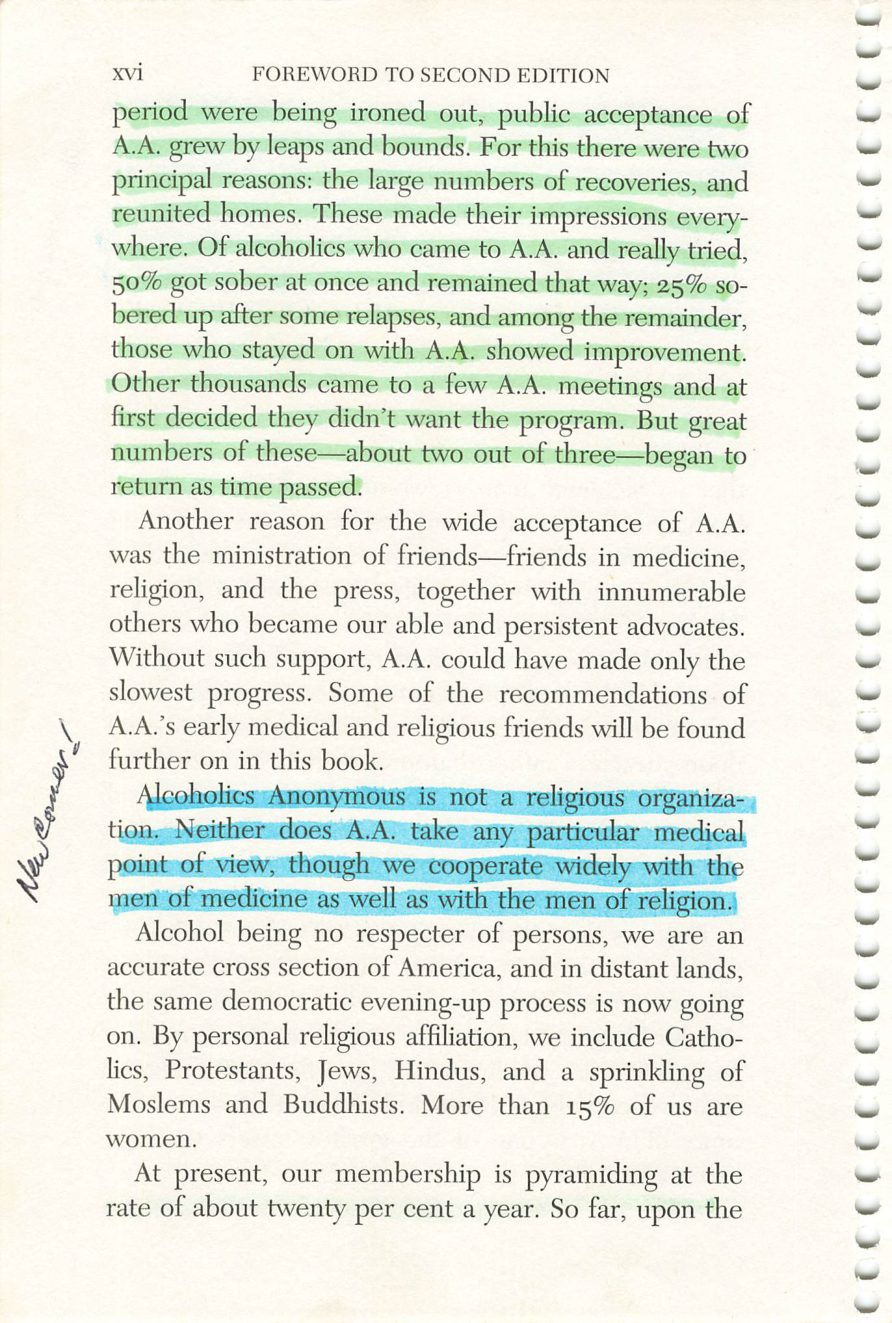 xvi FOREWORD TO SECOND EDITION
period were being ironed out, public acceptance of
A.A. grew by leaps and bounds. For this there were two
principal reasons: the large numbers of recoveries, and
reunited homes. These made their impressions every-
where. Of alcoholics who came to A.A. and really tried,
50% got sober at once and remained that way; 25% so-
bered up after some relapses, and among the remainder,
those who stayed on with A.A. showed improvement.
Other thousands came to a few A.A. meetings and at
first decided they didn't want the program. But great
numbers of these—about two out of three—began to
return as time passed.
Another reason for the wide acceptance of A.A.
was the ministration of friends—friends in medicine,
religion, and the press, together with innumerable
others who became our able and persistent advocates.
Without such support, A.A. could have made only the
slowest progress. Some of the recommendations of
A.A.'s early medical and religious friends will be found
further on in this book.
New Comer!
Alcoholics Anonymous is not a religious organiza-
tion. Neither does A.A. take any particular medical
point of view, though we cooperate widely with the
men of medicine as well as with the men of religion.
Alcohol being no respecter of persons, we are an
accurate cross section of America, and in distant lands,
the same democratic evening-up process is now going
on. By personal religious affiliation, we include Catho-
lics, Protestants, Jews, Hindus, and a sprinkling of
Moslems and Buddhists. More than 15% of us are
women.
At present, our membership is pyramiding at the
rate of about twenty per cent a year. So far, upon the